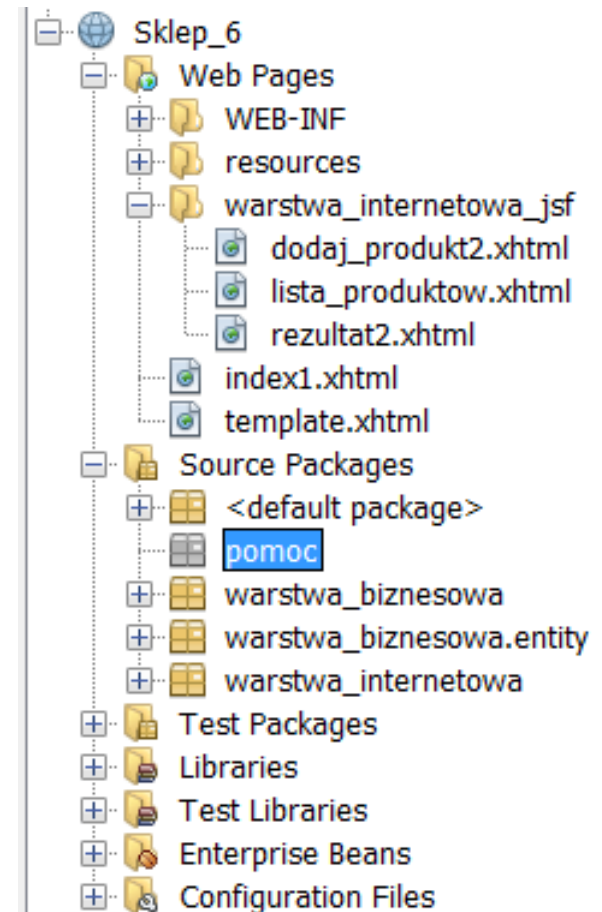 Sklep_6
Web Pages
WEB-INF
resources
warstwa_internetowa_jsf
dodaj_produkt2.xhtml
lista_produktow.xhtml
rezultat2.xhtml
index1.xhtml
template.xhtml
Source Packages
<default package>
pomoc
warstwa_biznesowa
warstwa_biznesowa.entity
warstwa_internetowa
Test Packages
Libraries
Test Libraries
Enterprise Beans
Configuration Files